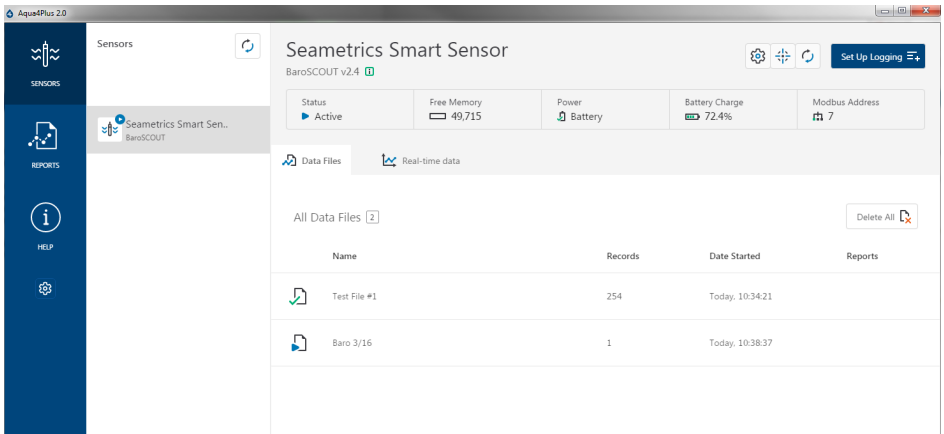 Aqua4Plus 2.0
SENSORS
REPORTS
HELP
Sensors
Seametrics Smart Sen..
BaroSCOUT
Seametrics Smart Sensor
BaroSCOUT v2.4
Set Up Logging
Status
Active
Free Memory
49,715
Power
Battery
Battery Charge
72.4%
Modbus Address
7
Data Files
Real-time data
All Data Files 2
Delete All
Name Records Date Started Reports
Test File #1 254 Today, 10:34:21
Baro 3/16 1 Today, 10:38:37